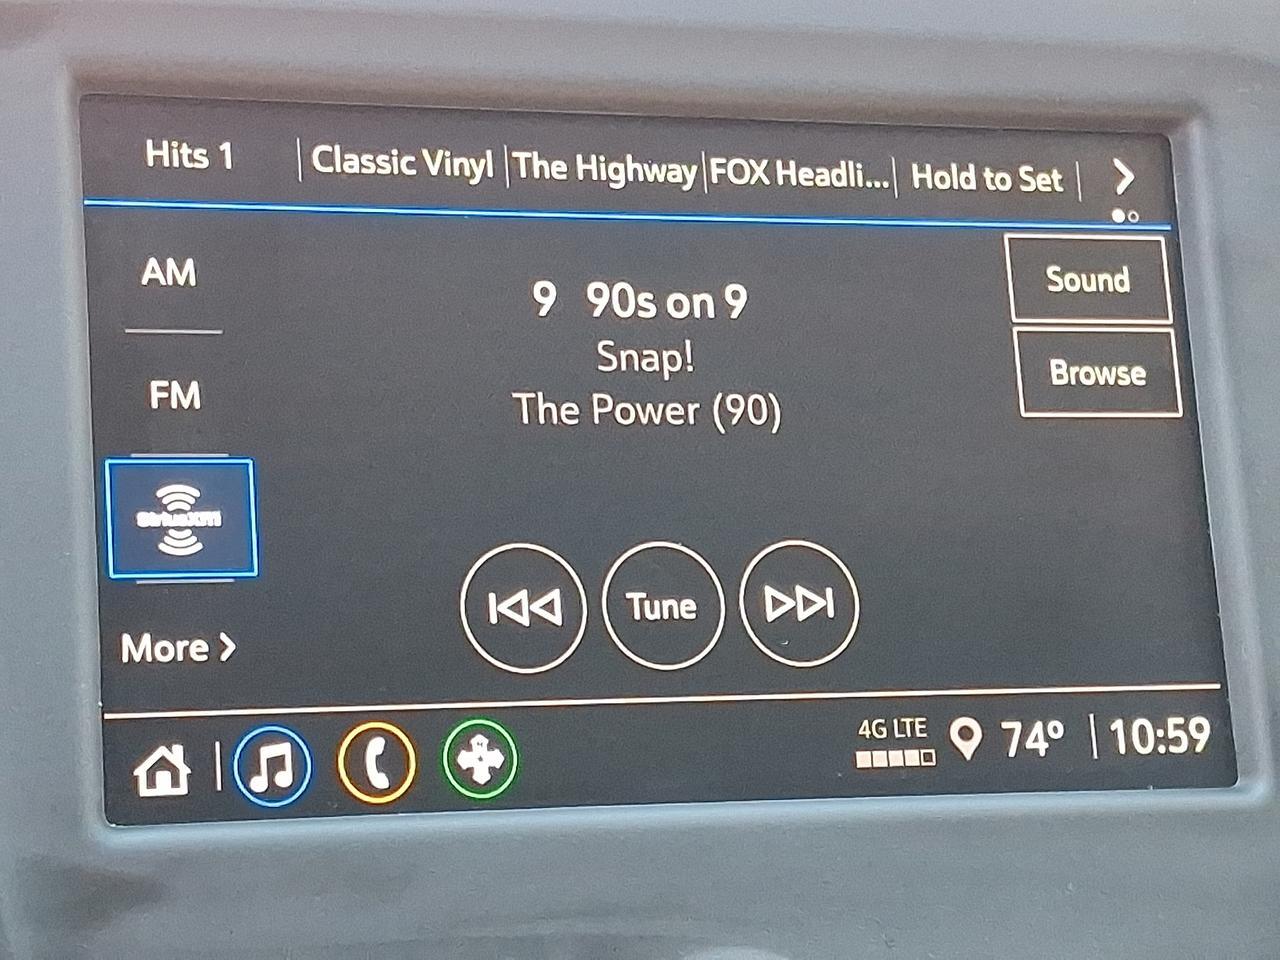 Hits 1 Classic Vinyl The Highway FOX Headli... Hold to Set
AM
Sound
9 90s on 9
Snap!
Browse
FM
The Power (90)
SiriusXM
Tune
More
4G LTE 74° 10:59